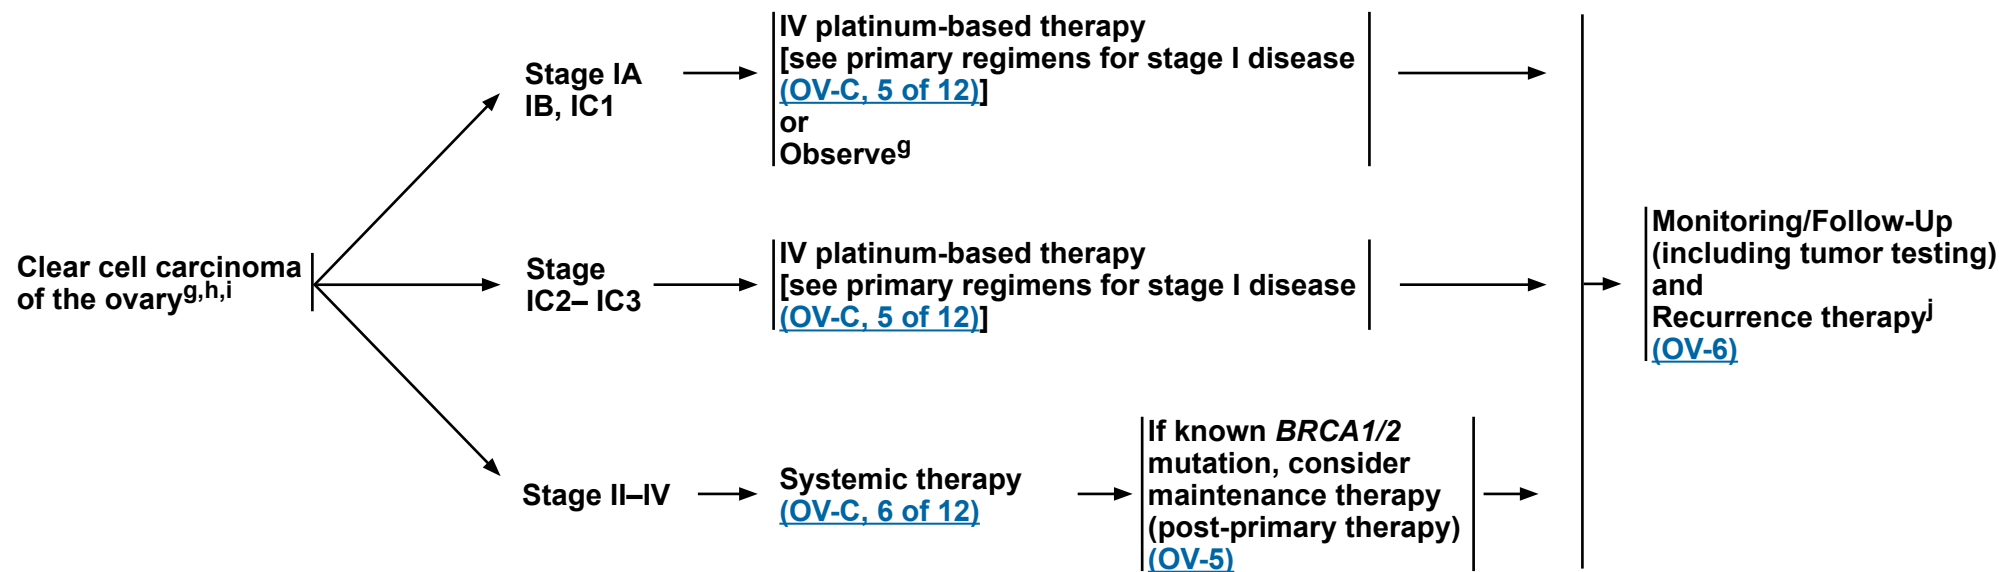 Clear cell carcinoma
of the ovaryg,h,i
Stage IA
IB, IC1
IV platinum-based therapy
[see primary regimens for stage I disease
(OV-C, 5 of 12)]
or
Observeg
Stage
IC2– IC3
IV platinum-based therapy
[see primary regimens for stage I disease
(OV-C, 5 of 12)]
Stage II–IV
Systemic therapy
(OV-C, 6 of 12)
If known BRCA1/2
mutation, consider
maintenance therapy
(post-primary therapy)
(OV-5)
Monitoring/Follow-Up
(including tumor testing)
and
Recurrence therapyj
(OV-6)